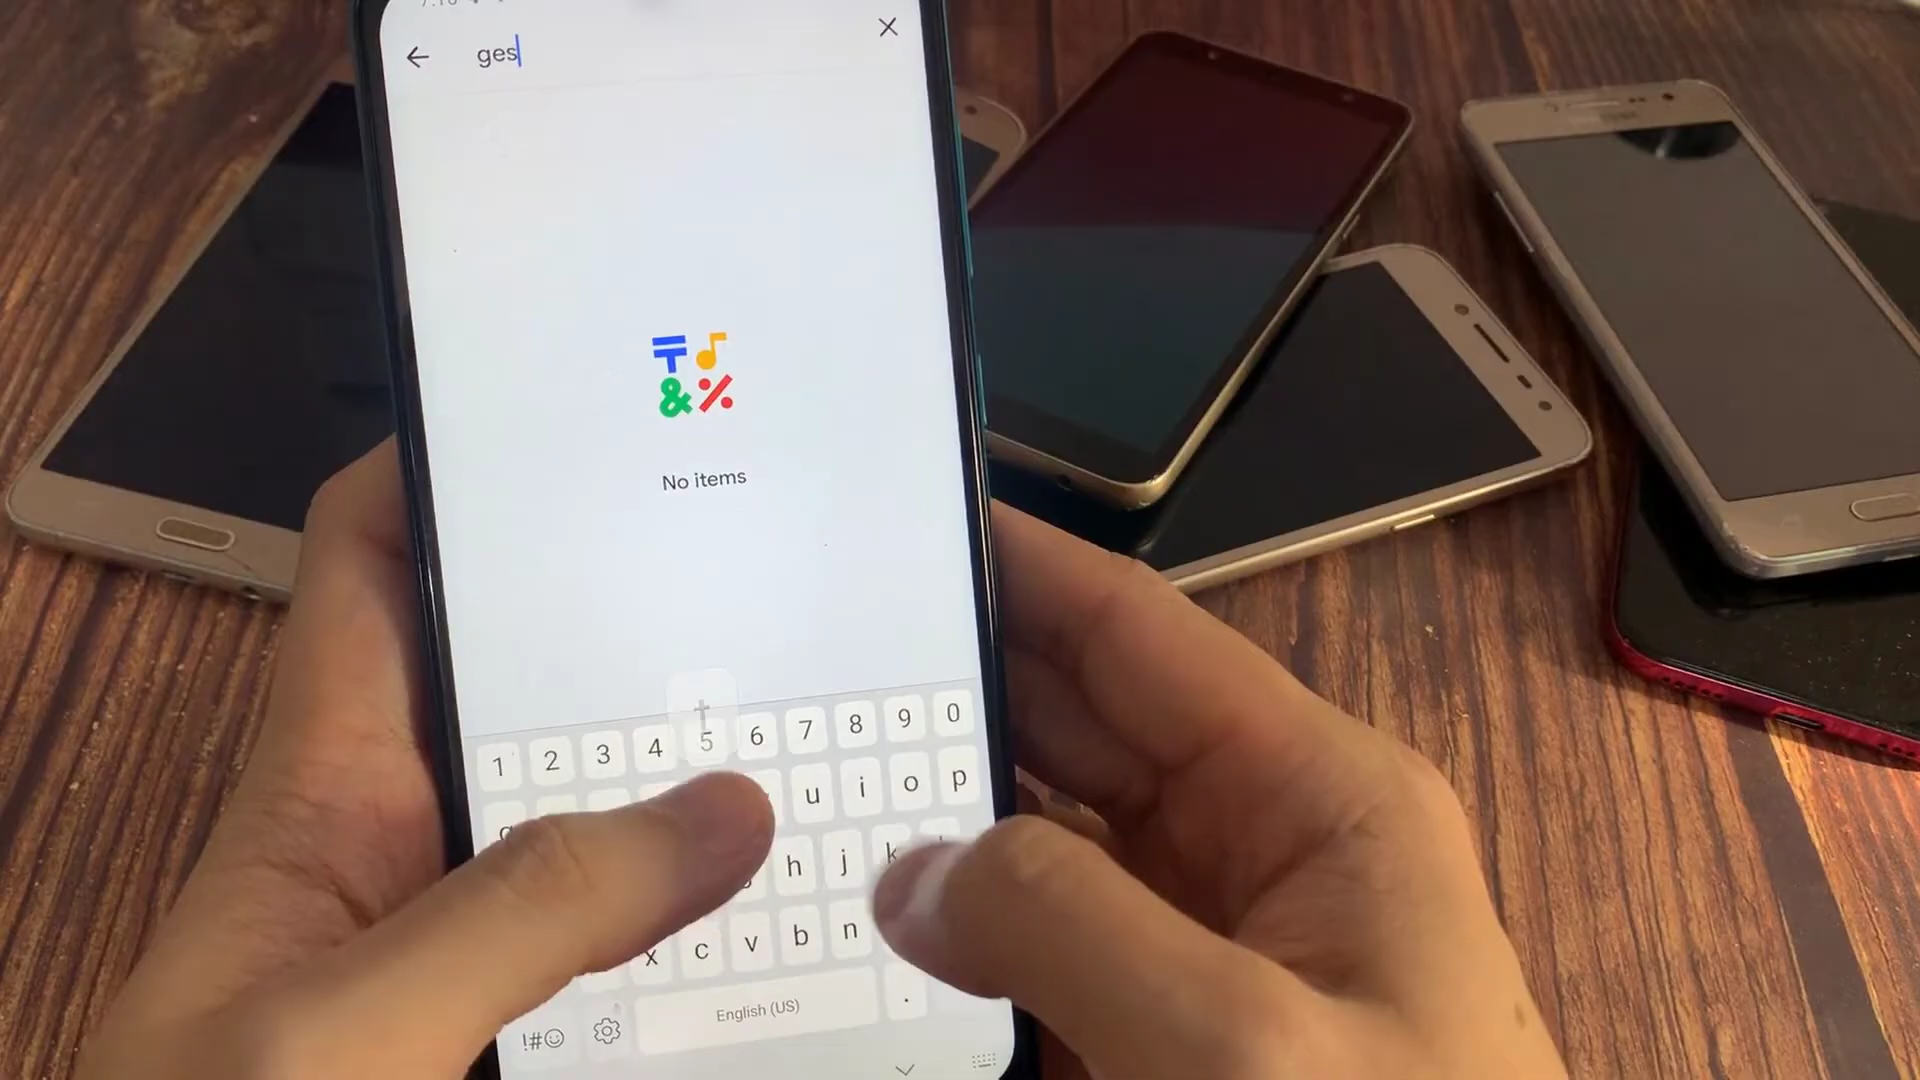 ges
No items
1 2 3 4 5 6 7 8 9 0
u i o p
h j k
x c v b n
!#☺ English (US) .